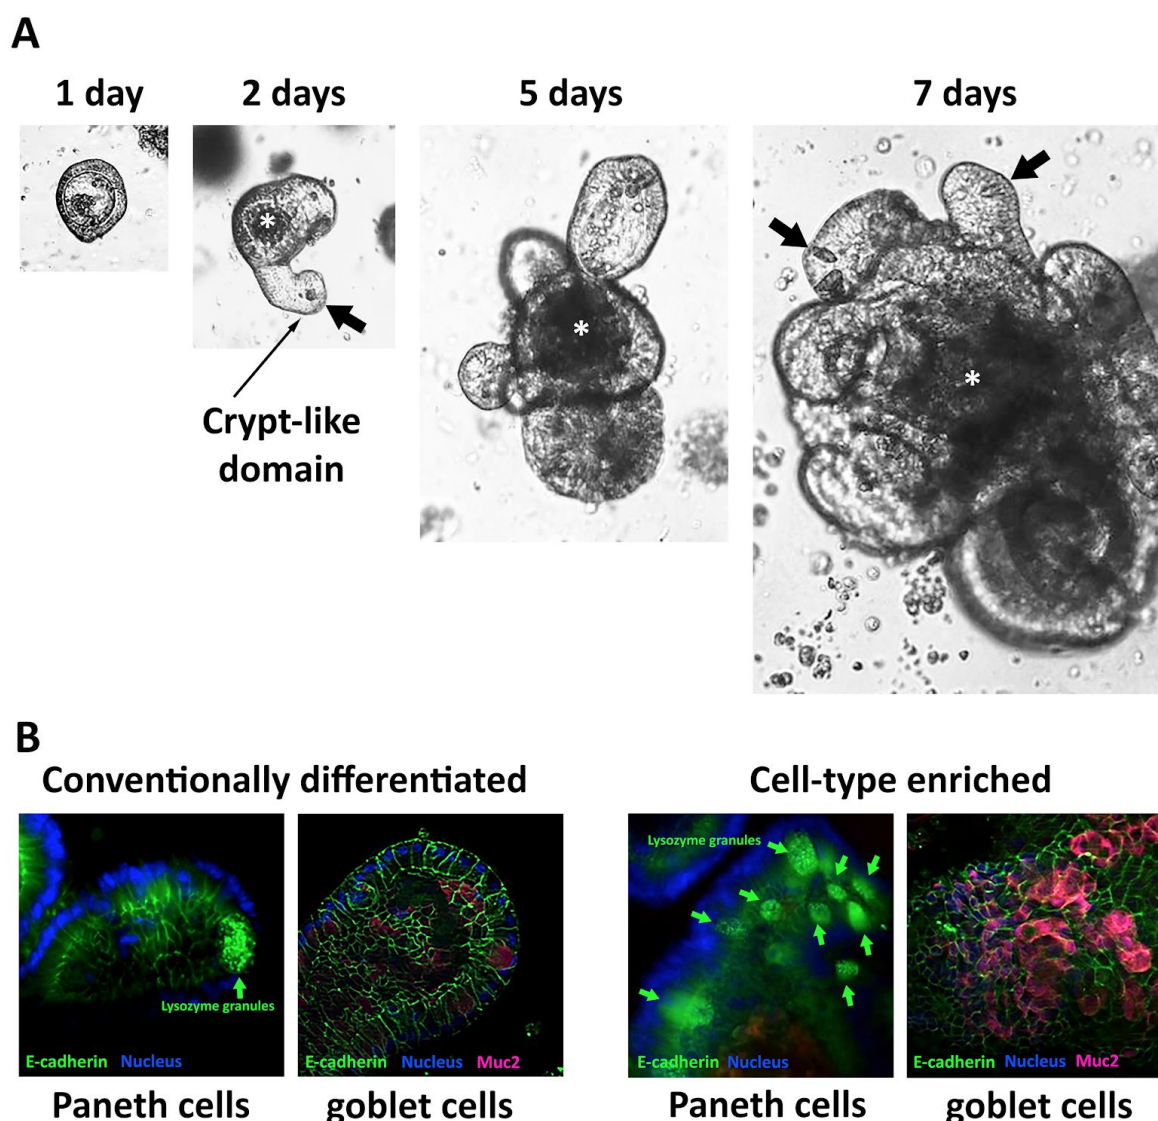 A
1 day
2 days
5 days
7 days
*
*
*
Crypt-like
domain
B
Conventionally differentiated
Cell-type enriched
Lysozyme granules
E-cadherin Nucleus
E-cadherin Nucleus Muc2
Lysozyme granules
E-cadherin Nucleus
E-cadherin Nucleus Muc2
Paneth cells
goblet cells
Paneth cells
goblet cells